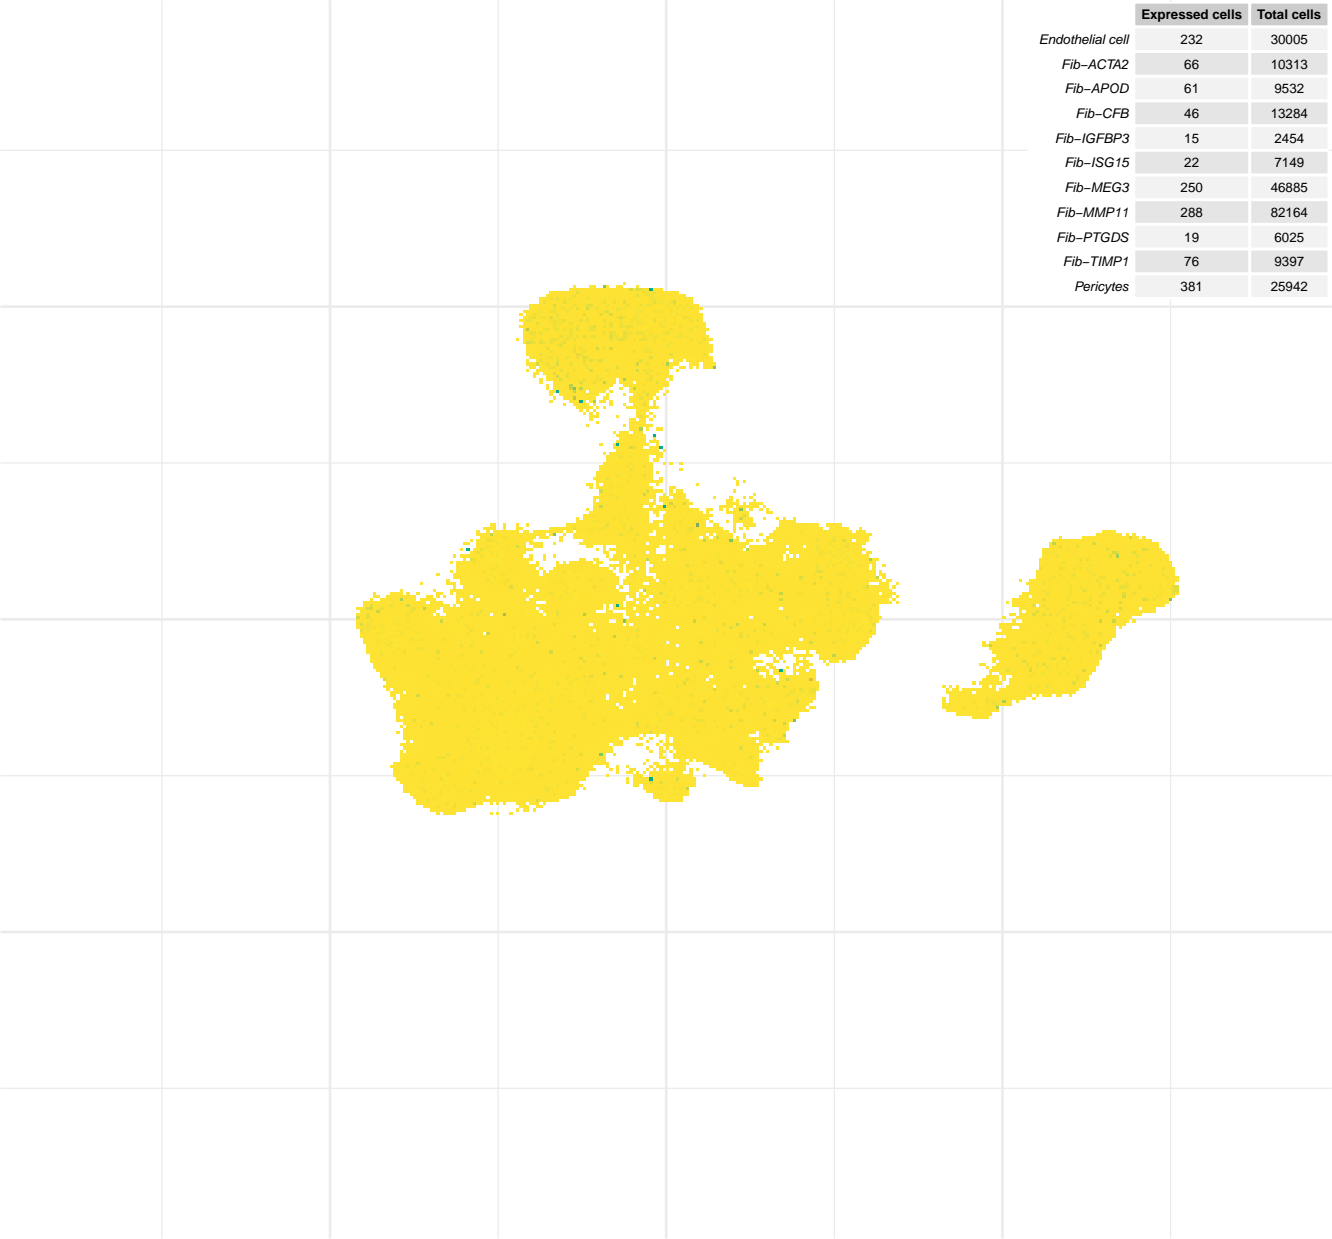 Expressed cells Total cells
Endothelial cell 232 30005
Fib−ACTA2 66 10313
Fib−APOD 61 9532
Fib−CFB 46 13284
Fib−IGFBP3 15 2454
Fib−ISG15 22 7149
Fib−MEG3 250 46885
Fib−MMP11 288 82164
Fib−PTGDS 19 6025
Fib−TIMP1 76 9397
Pericytes 381 25942